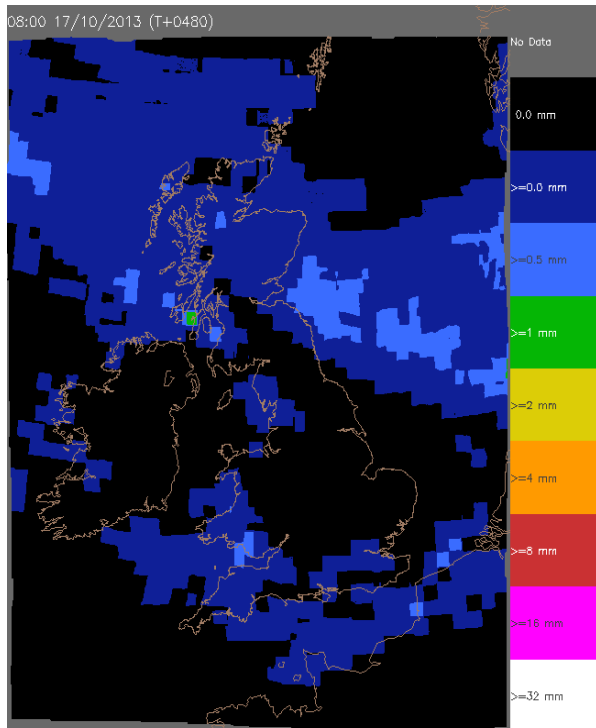 08:00 17/10/2013 (T+0480)
No Data
0.0 mm
>=0.0 mm
>=0.5 mm
>=1 mm
>=2 mm
>=4 mm
>=8 mm
>=16 mm
>=32 mm